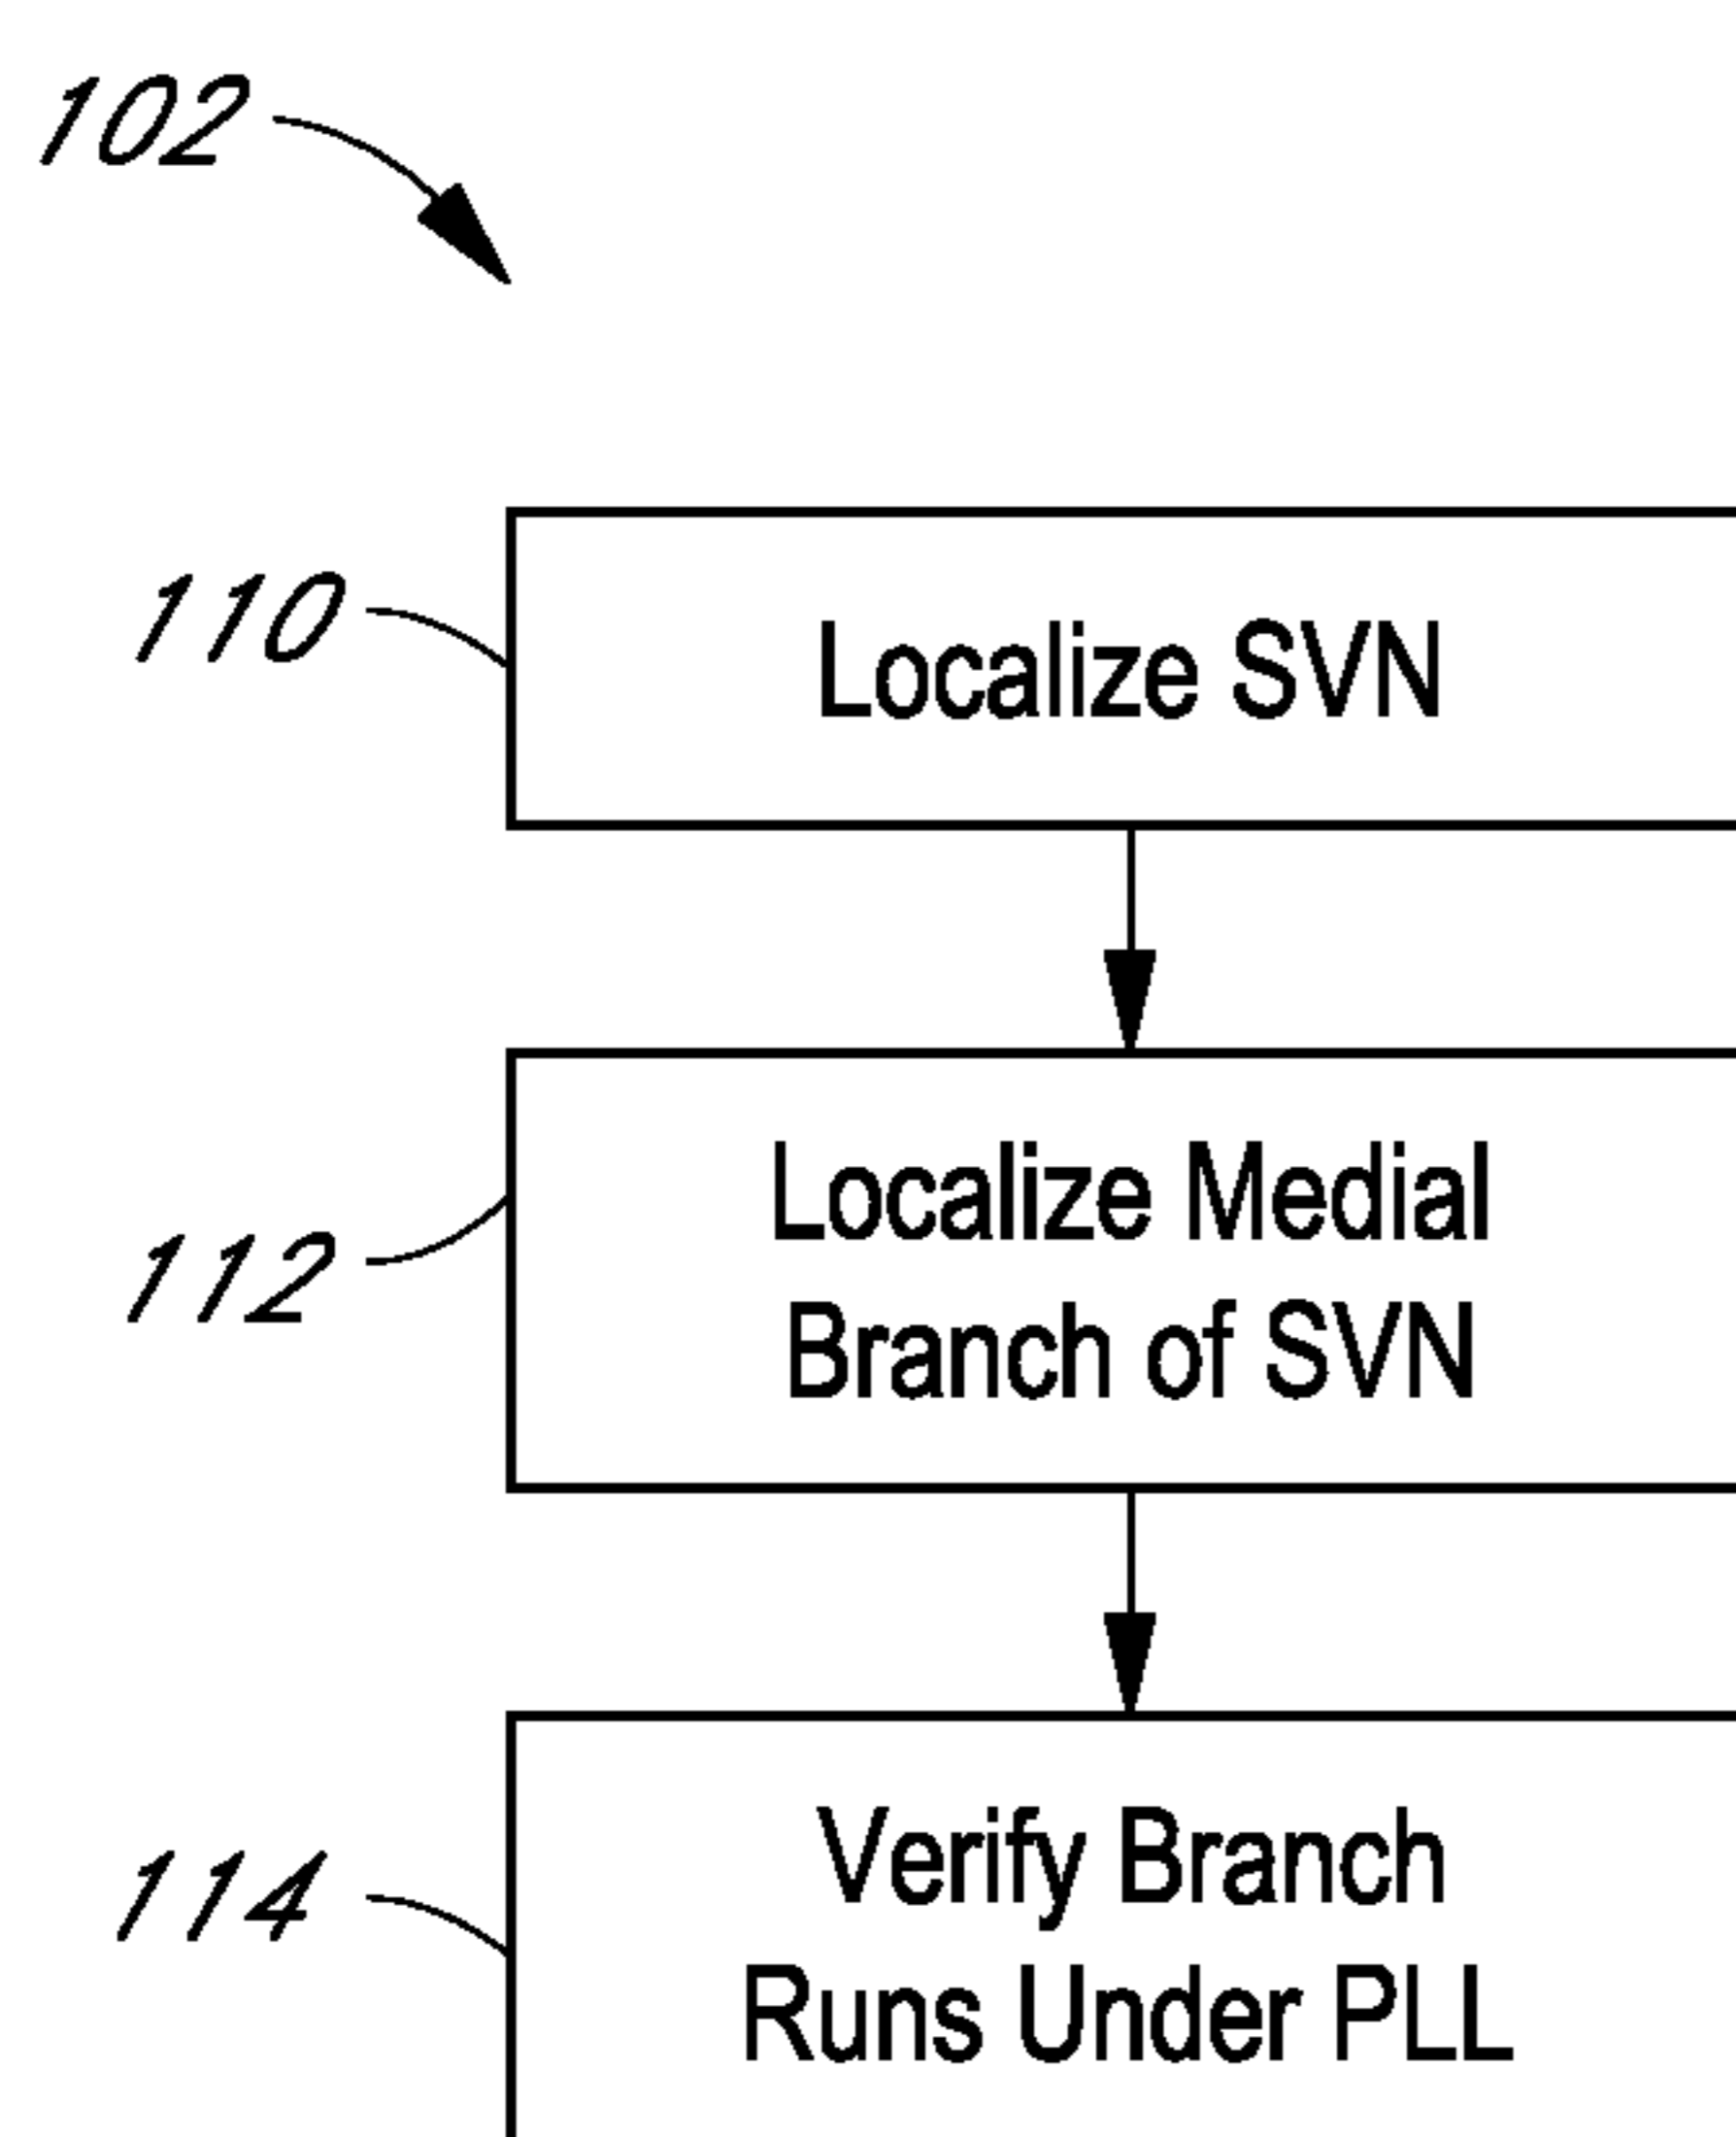 102
110
Localize SVN
112
Localize Medial
Branch of SVN
114
Verify Branch
Runs Under PLL